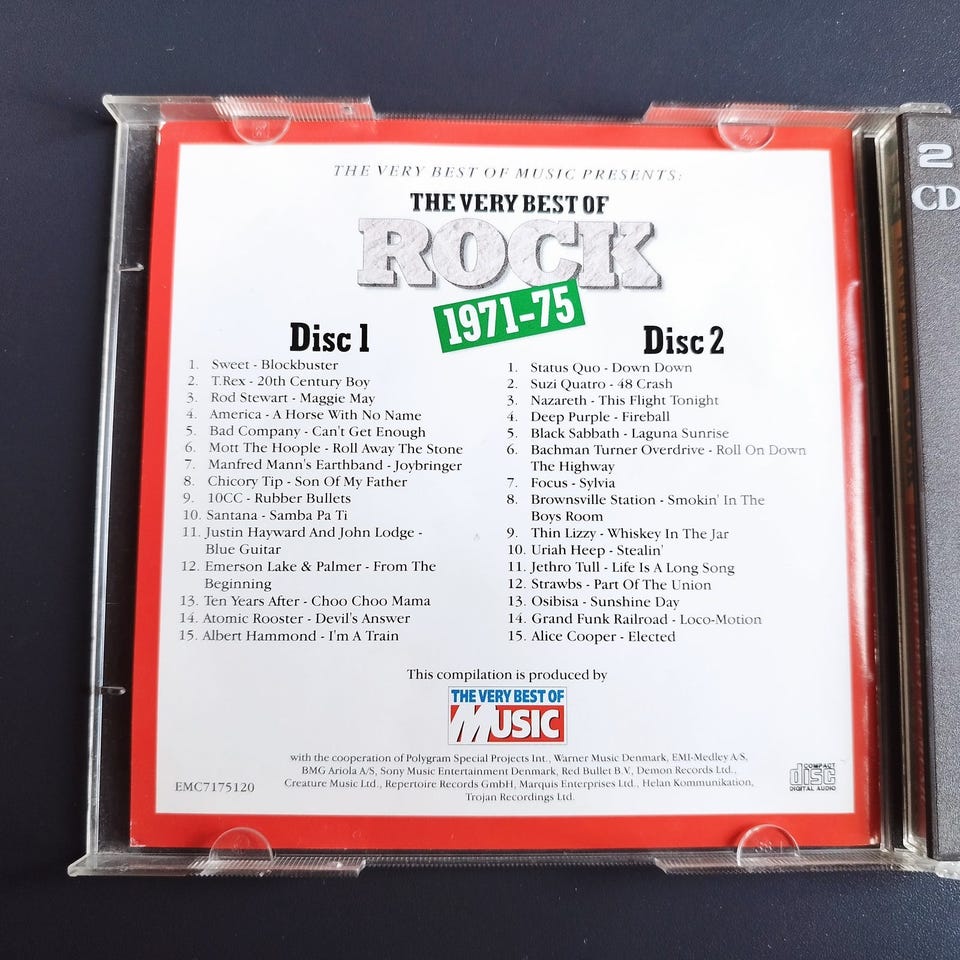 THE VERY BEST OF MUSIC PRESENTS:
THE VERY BEST OF
ROCK
1971-75
Disc 1
1. Sweet - Blockbuster
2. T.Rex - 20th Century Boy
3. Rod Stewart - Maggie May
4. America - A Horse With No Name
5. Bad Company - Can't Get Enough
6. Mott The Hoople - Roll Away The Stone
7. Manfred Mann's Earthband - Joybringer
8. Chicory Tip - Son Of My Father
9. 10CC - Rubber Bullets
10. Santana - Samba Pa Ti
11. Justin Hayward And John Lodge -
Blue Guitar
12. Emerson Lake & Palmer - From The
Beginning
13. Ten Years After - Choo Choo Mama
14. Atomic Rooster - Devil's Answer
15. Albert Hammond - I'm A Train
Disc 2
1. Status Quo - Down Down
2. Suzi Quatro - 48 Crash
3. Nazareth - This Flight Tonight
4. Deep Purple - Fireball
5. Black Sabbath - Laguna Sunrise
6. Bachman Turner Overdrive - Roll On Down
The Highway
7. Focus - Sylvia
8. Brownsville Station - Smokin' In The
Boys Room
9. Thin Lizzy - Whiskey In The Jar
10. Uriah Heep - Stealin'
11. Jethro Tull - Life Is A Long Song
12. Strawbs - Part Of The Union
13. Osibisa - Sunshine Day
14. Grand Funk Railroad - Loco-Motion
15. Alice Cooper - Elected
This compilation is produced by
THE VERY BEST OF
MUSIC
with the cooperation of Polygram Special Projects Int., Warner Music Denmark, EMI-Medley A/S,
BMG Ariola A/S, Sony Music Entertainment Denmark, Red Bullet B.V., Demon Records Ltd.,
Creature Music Ltd., Repertoire Records GmbH, Marquis Enterprises Ltd., Helan Kommunikation,
Trojan Recordings Ltd.
EMC7175120
COMPACT
disc
DIGITAL AUDIO
2
CD